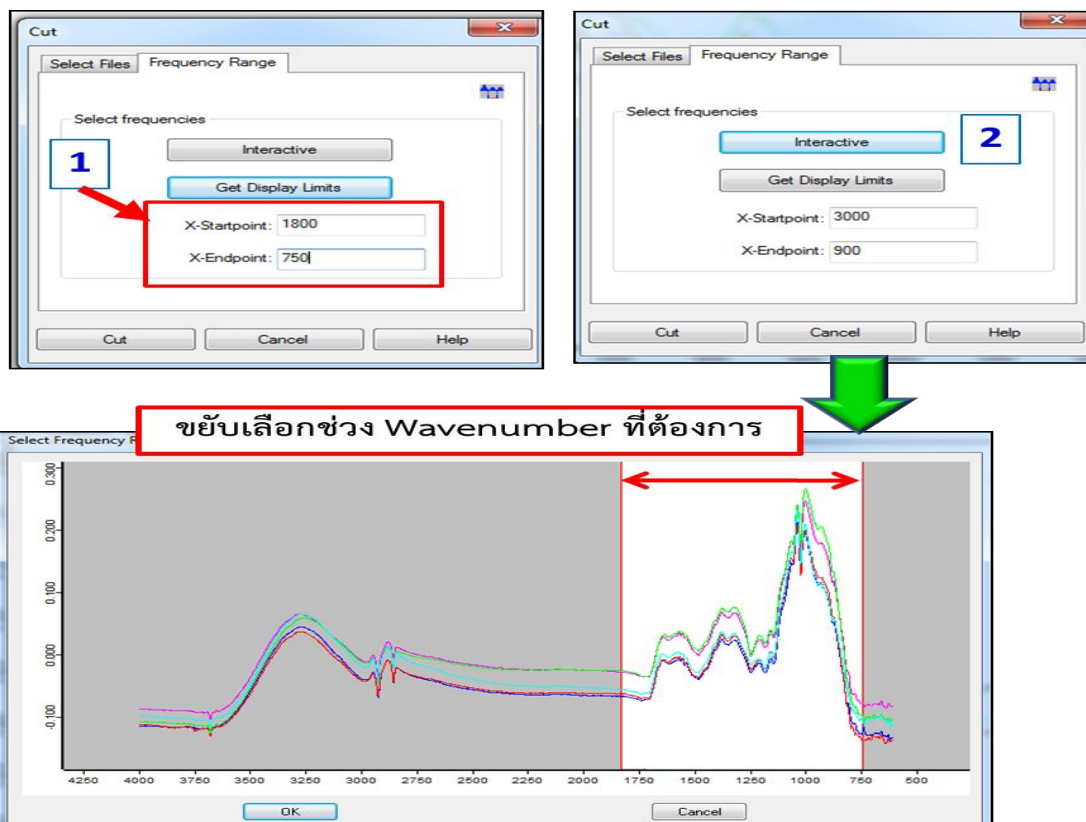 Cut
Select Files Frequency Range
Select frequencies
1
Interactive
Get Display Limits
X-Startpoint: 1800
X-Endpoint: 750
Cut Cancel Help
Cut
Select Files Frequency Range
Select frequencies
Interactive
2
Get Display Limits
X-Startpoint: 3000
X-Endpoint: 900
Cut Cancel Help
ขยับเลือกช่วง Wavenumber ที่ต้องการ
Select Frequency R
0.300
0.200
0.100
0.000
-0.100
4250 4000 3750 3500 3250 3000 2750 2500 2250 2000 1750 1500 1250 1000 750 500
OK Cancel